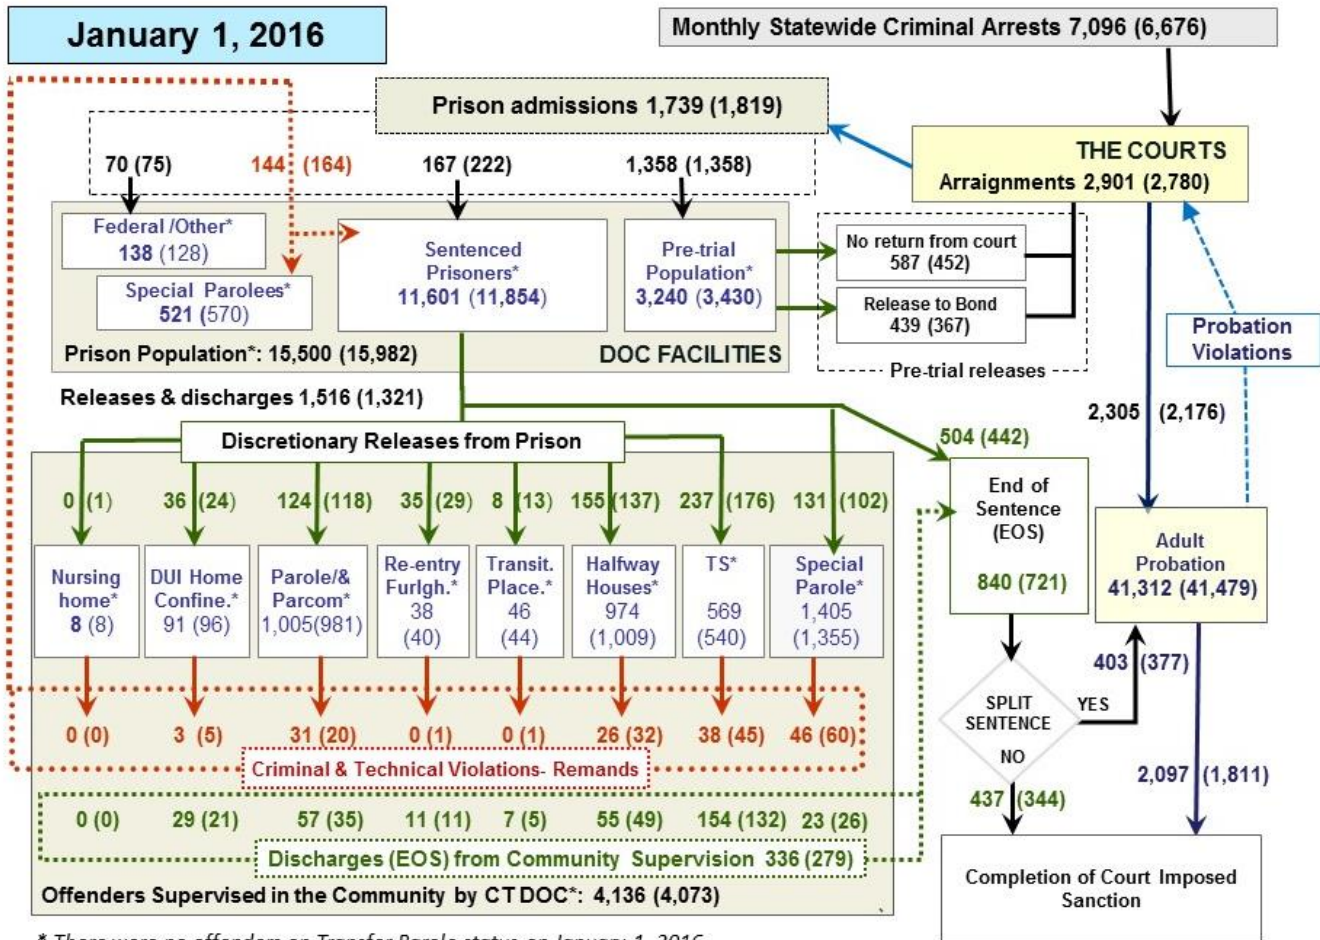 January 1, 2016
Monthly Statewide Criminal Arrests 7,096 (6,676)
Prison admissions 1,739 (1,819)
THE COURTS
Arraignments 2,901 (2,780)
70 (75)
144 (164)
167 (222)
1,358 (1,358)
Federal /Other*
138 (128)
Special Parolees*
521 (570)
Sentenced
Prisoners*
11,601 (11,854)
Pre-trial
Population*
3,240 (3,430)
No return from court
587 (452)
Release to Bond
439 (367)
Pre-trial releases
Prison Population*: 15,500 (15,982)
DOC FACILITIES
Probation
Violations
Releases & discharges 1,516 (1,321)
2,305 (2,176)
Discretionary Releases from Prison
504 (442)
0 (1)
36 (24)
124 (118)
35 (29)
8 (13)
155 (137)
237 (176)
131 (102)
End of
Sentence
(EOS)
840 (721)
Adult
Probation
41,312 (41,479)
Nursing
home*
8 (8)
DUI Home
Confine.*
91 (96)
Parole/&
Parcom*
1,005(981)
Re-entry
Furlgh.*
38
(40)
Transit.
Place.*
46
(44)
Halfway
Houses*
974
(1,009)
TS*
569
(540)
Special
Parole*
1,405
(1,355)
403 (377)
SPLIT
SENTENCE
YES
NO
0 (0)
3 (5)
31 (20)
0 (1)
0 (1)
26 (32)
38 (45)
46 (60)
Criminal & Technical Violations- Remands
437 (344)
2,097 (1,811)
0 (0)
29 (21)
57 (35)
11 (11)
7 (5)
55 (49)
154 (132)
23 (26)
Discharges (EOS) from Community Supervision 336 (279)
Offenders Supervised in the Community by CT DOC*: 4,136 (4,073)
Completion of Court Imposed
Sanction
* There were no offenders on Transfer Parole status on January 1, 2016